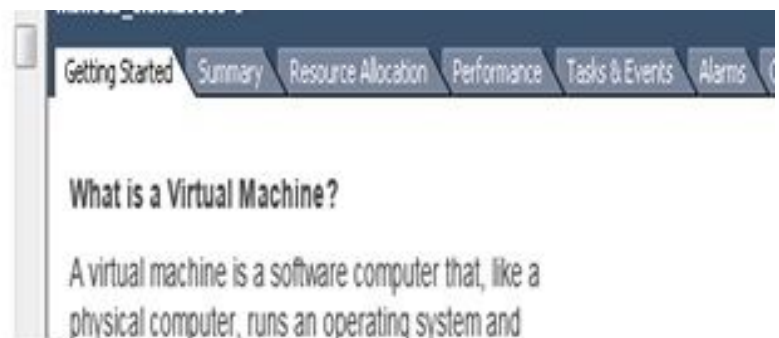 Getting Started Summary Resource Allocation Performance Tasks & Events Alarms
What is a Virtual Machine?
A virtual machine is a software computer that, like a
physical computer, runs an operating system and